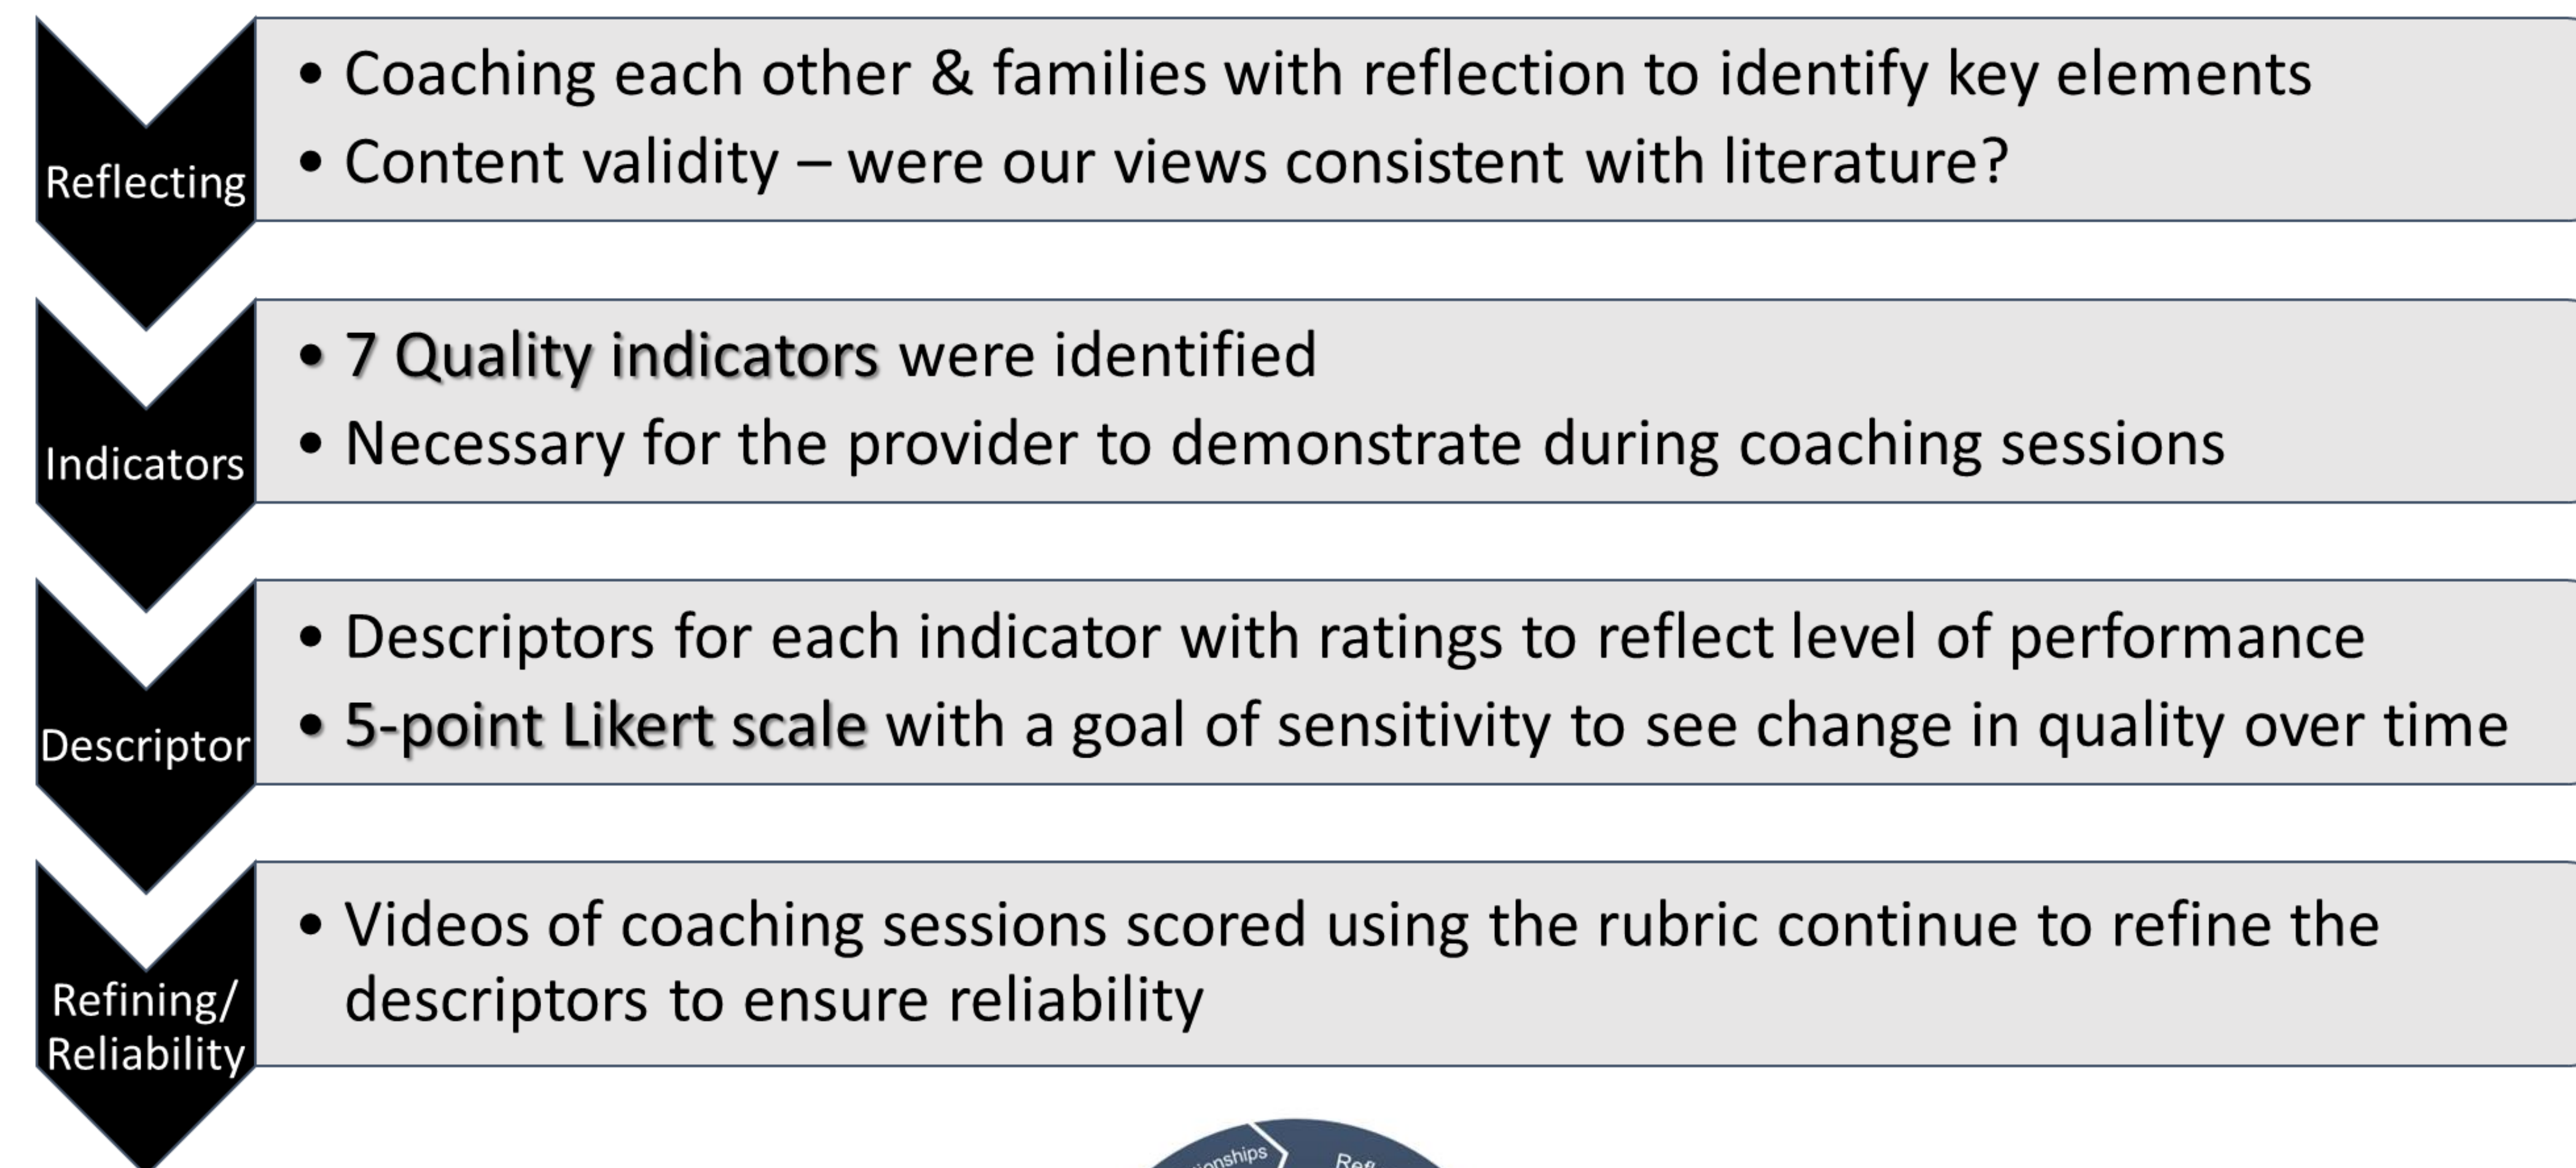 Reflecting
• Coaching each other & families with reflection to identify key elements
• Content validity – were our views consistent with literature?
Indicators
• 7 Quality indicators were identified
• Necessary for the provider to demonstrate during coaching sessions
Descriptor
• Descriptors for each indicator with ratings to reflect level of performance
• 5-point Likert scale with a goal of sensitivity to see change in quality over time
Refining/
Reliability
• Videos of coaching sessions scored using the rubric continue to refine the
descriptors to ensure reliability